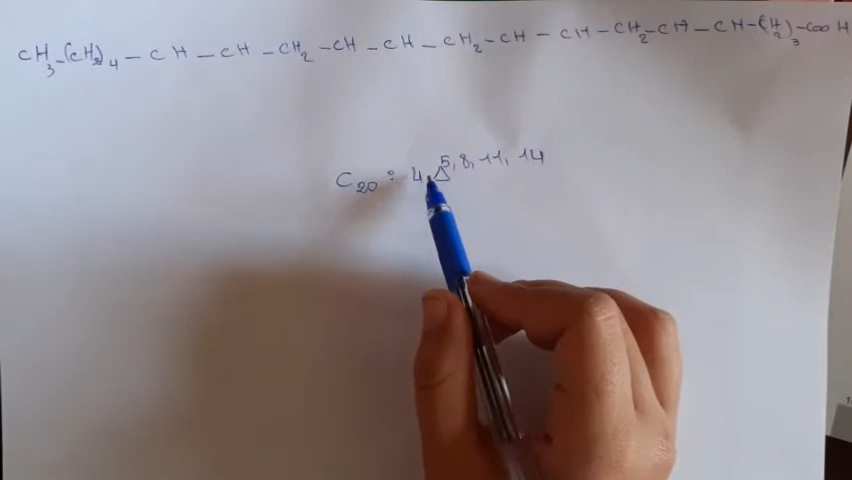 CH₃-(CH₂)₄ - CH - CH - CH₂ - CH - CH - CH₂ - CH - CH - CH₂ - CH - CH - (CH₂)₃ - COOH
C₂₀ : 4 Δ⁵,⁸,¹¹,¹⁴